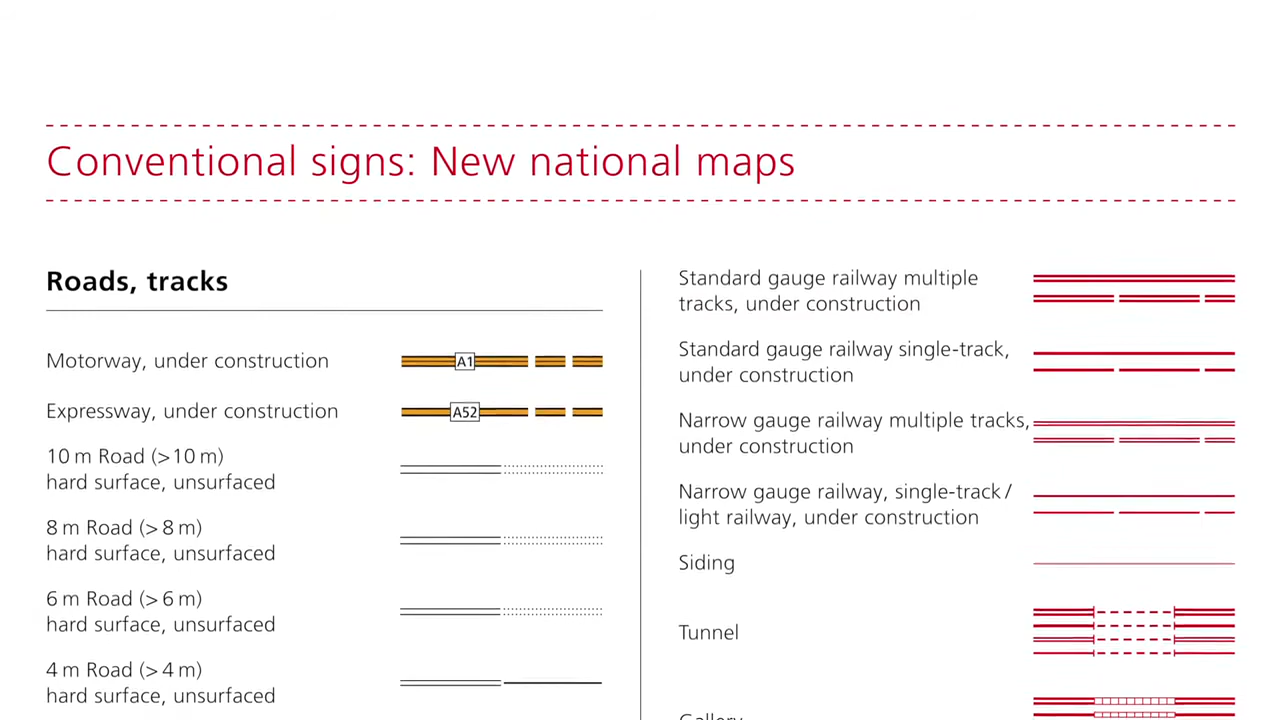 Conventional signs: New national maps
Roads, tracks
Motorway, under construction
A1
Expressway, under construction
A52
10 m Road (>10 m)
hard surface, unsurfaced
8 m Road (> 8 m)
hard surface, unsurfaced
6 m Road (> 6 m)
hard surface, unsurfaced
4 m Road (> 4 m)
hard surface, unsurfaced
Standard gauge railway multiple
tracks, under construction
Standard gauge railway single-track,
under construction
Narrow gauge railway multiple tracks,
under construction
Narrow gauge railway, single-track /
light railway, under construction
Siding
Tunnel
Gallery